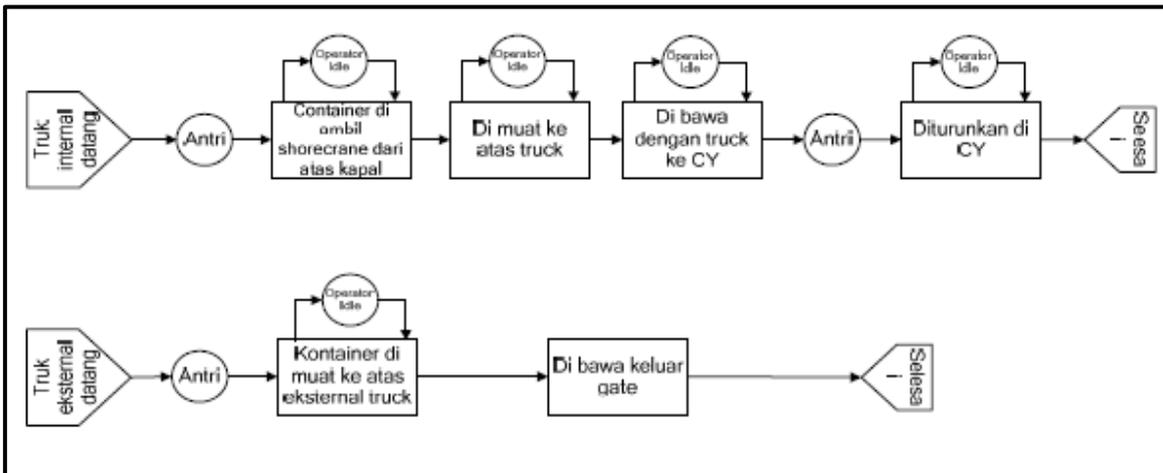 Truk
internal
datang
Antri
Operator
Idle
Container di
ambil
shorecrane dari
atas kapal
Operator
Idle
Di muat ke
atas truck
Operator
Idle
Di bawa
dengan truck
ke CY
Antri
Operator
Idle
Diturunkan di
CY
Selesa
i
Truk
eksternal
datang
Antri
Operator
Idle
Kontainer di
muat ke atas
eksternal truck
Di bawa keluar
gate
Selesa
i